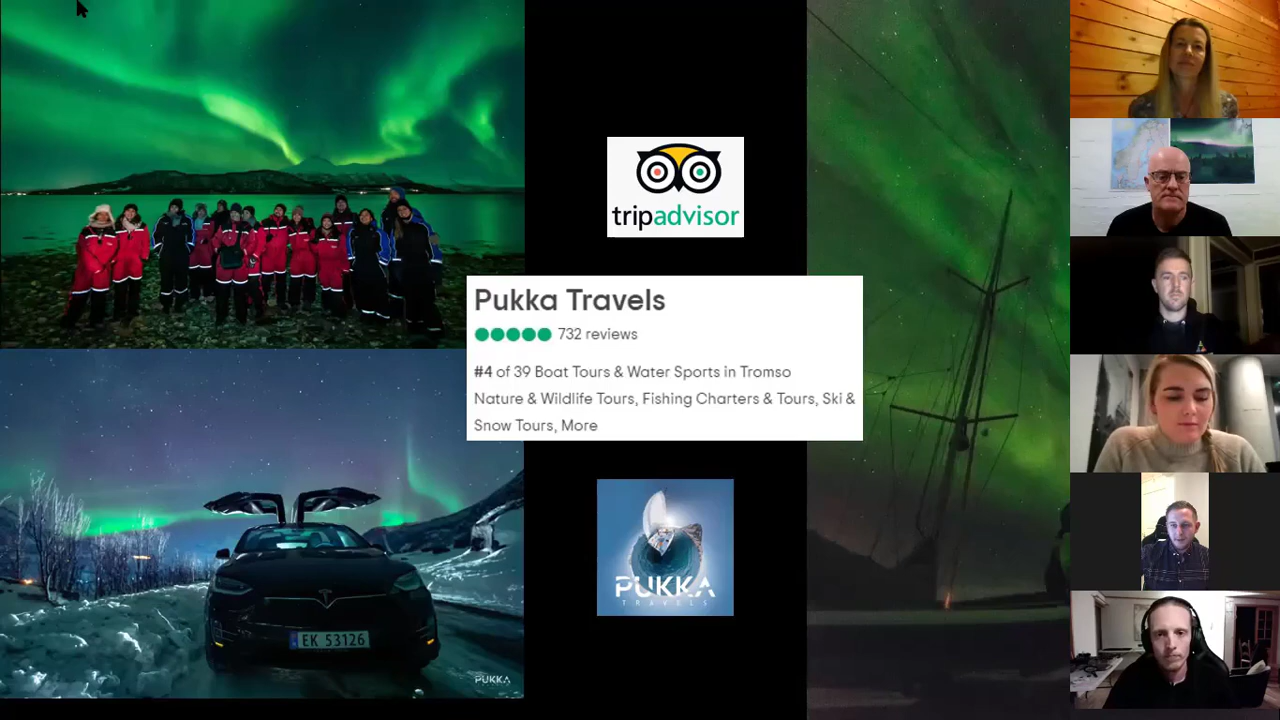 tripadvisor
Pukka Travels
732 reviews
#4 of 39 Boat Tours & Water Sports in Tromso
Nature & Wildlife Tours, Fishing Charters & Tours, Ski &
Snow Tours, More
PUKKA
TRAVELS
EK 53126
PUKKA